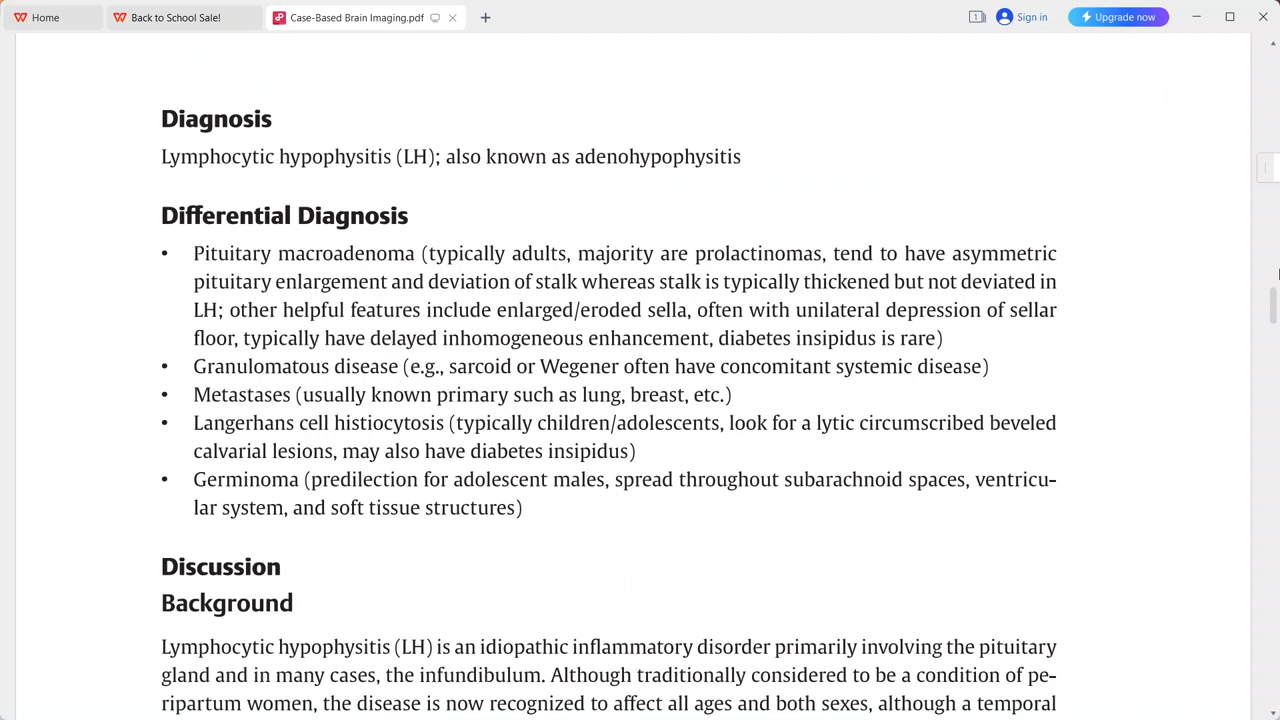 Home
Back to School Sale!
Case-Based Brain Imaging.pdf
1
Sign in
Upgrade now
Diagnosis
Lymphocytic hypophysitis (LH); also known as adenohypophysitis
Differential Diagnosis
• Pituitary macroadenoma (typically adults, majority are prolactinomas, tend to have asymmetric
pituitary enlargement and deviation of stalk whereas stalk is typically thickened but not deviated in
LH; other helpful features include enlarged/eroded sella, often with unilateral depression of sellar
floor, typically have delayed inhomogeneous enhancement, diabetes insipidus is rare)
• Granulomatous disease (e.g., sarcoid or Wegener often have concomitant systemic disease)
• Metastases (usually known primary such as lung, breast, etc.)
• Langerhans cell histiocytosis (typically children/adolescents, look for a lytic circumscribed beveled
calvarial lesions, may also have diabetes insipidus)
• Germinoma (predilection for adolescent males, spread throughout subarachnoid spaces, ventricu-
lar system, and soft tissue structures)
Discussion
Background
Lymphocytic hypophysitis (LH) is an idiopathic inflammatory disorder primarily involving the pituitary
gland and in many cases, the infundibulum. Although traditionally considered to be a condition of pe-
ripartum women, the disease is now recognized to affect all ages and both sexes, although a temporal